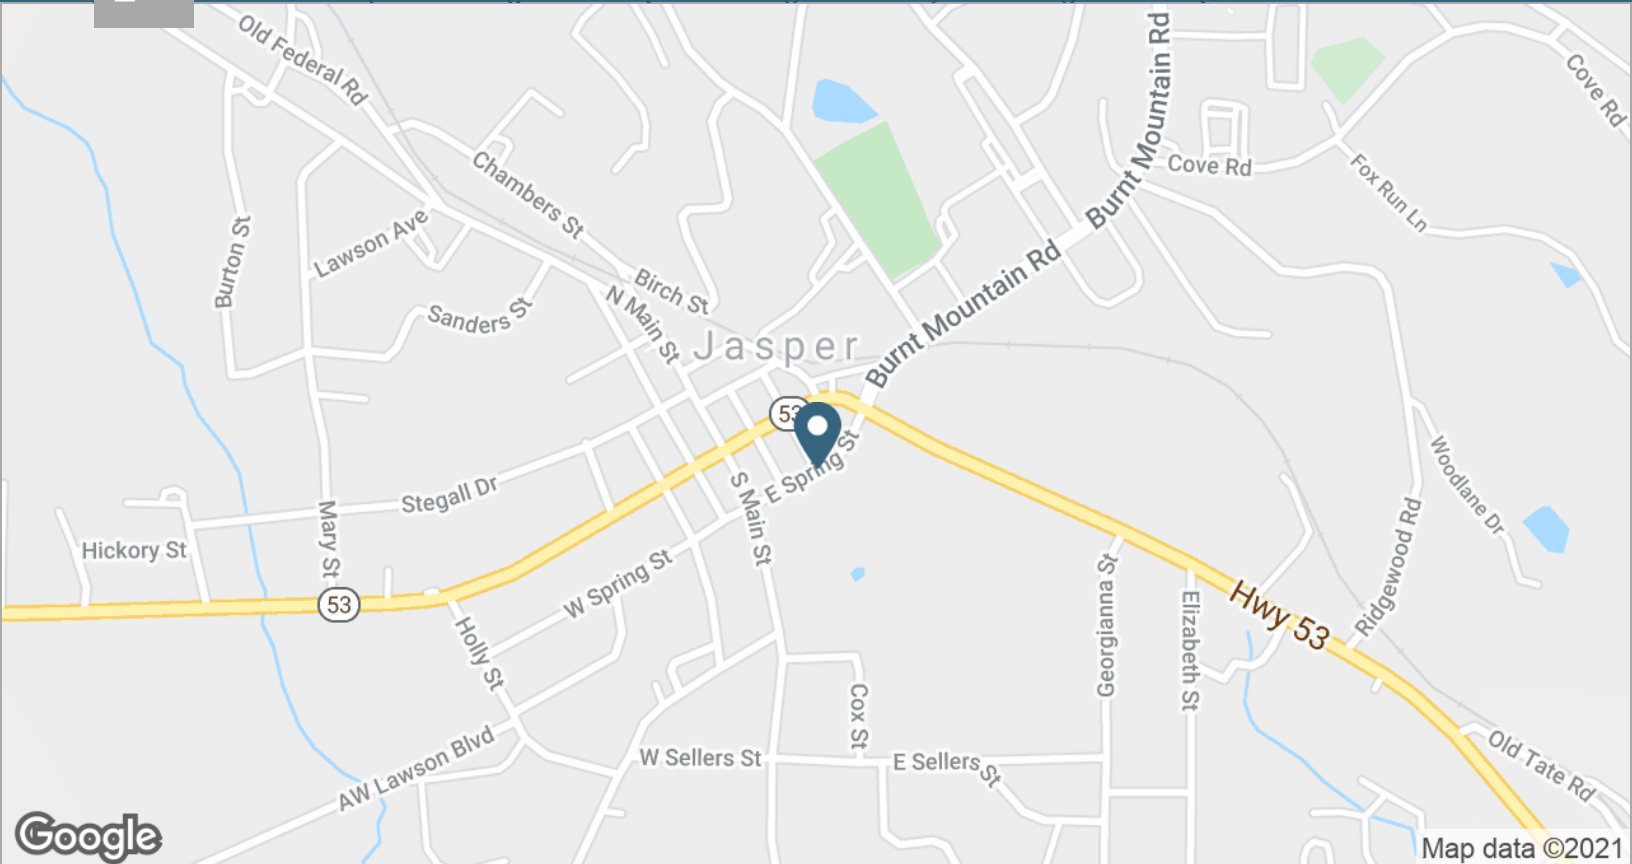 Old Federal Rd
Burnt Mountain Rd
Cove Rd
Chambers St
Cove Rd
Fox Run Ln
Burton St
Lawson Ave
Birch St
Sanders St
N Main St
Burnt Mountain Rd
Jasper
53
E Spring St
S Main St
Stegall Dr
Mary St
Hickory St
53
W Spring St
Holly St
Georgianna St
Elizabeth St
Hwy 53
Ridgewood Rd
Woodlane Dr
Cox St
AW Lawson Blvd
W Sellers St
E Sellers St
Old Tate Rd
Google
Map data ©2021